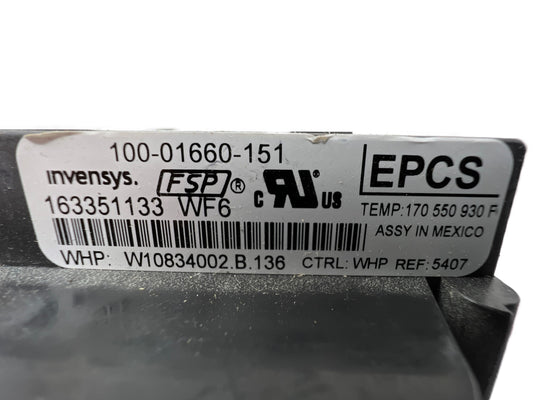 100-01660-151
invensys. FSP ® c RU us EPCS
163351133 WF6 TEMP:170 550 930 F
ASSY IN MEXICO
WHP: W10834002.B.136 CTRL: WHP REF: 5407